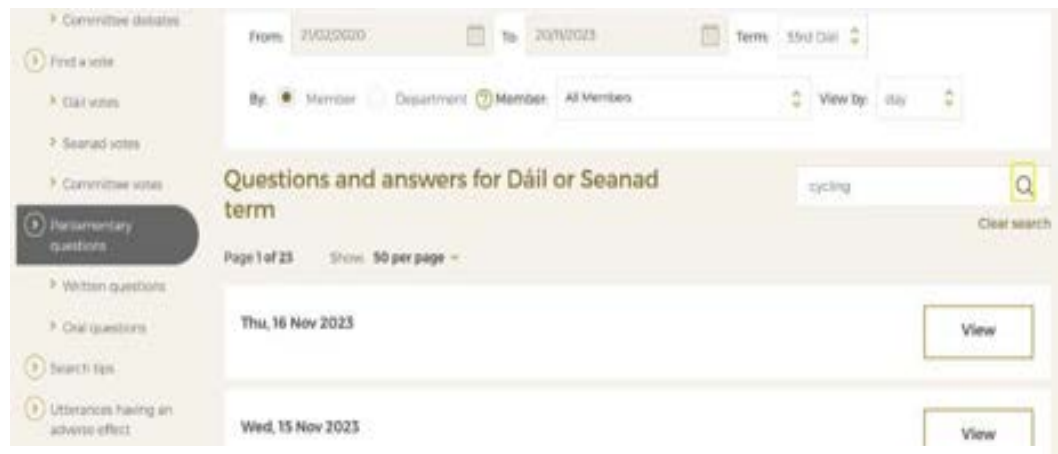 Committee debates
Find a vote
Dáil votes
Seanad votes
Committee votes
Parliamentary
questions
Written questions
Oral questions
Search tips
Utterances having an
adverse effect
From: 21/02/2020 To: 20/11/2023 Term: 33rd Dáil
By: Member Department Member: All Members View by: day
Questions and answers for Dáil or Seanad
term
cycling
Clear search
Page 1 of 23 Show: 50 per page
Thu, 16 Nov 2023 View
Wed, 15 Nov 2023 View